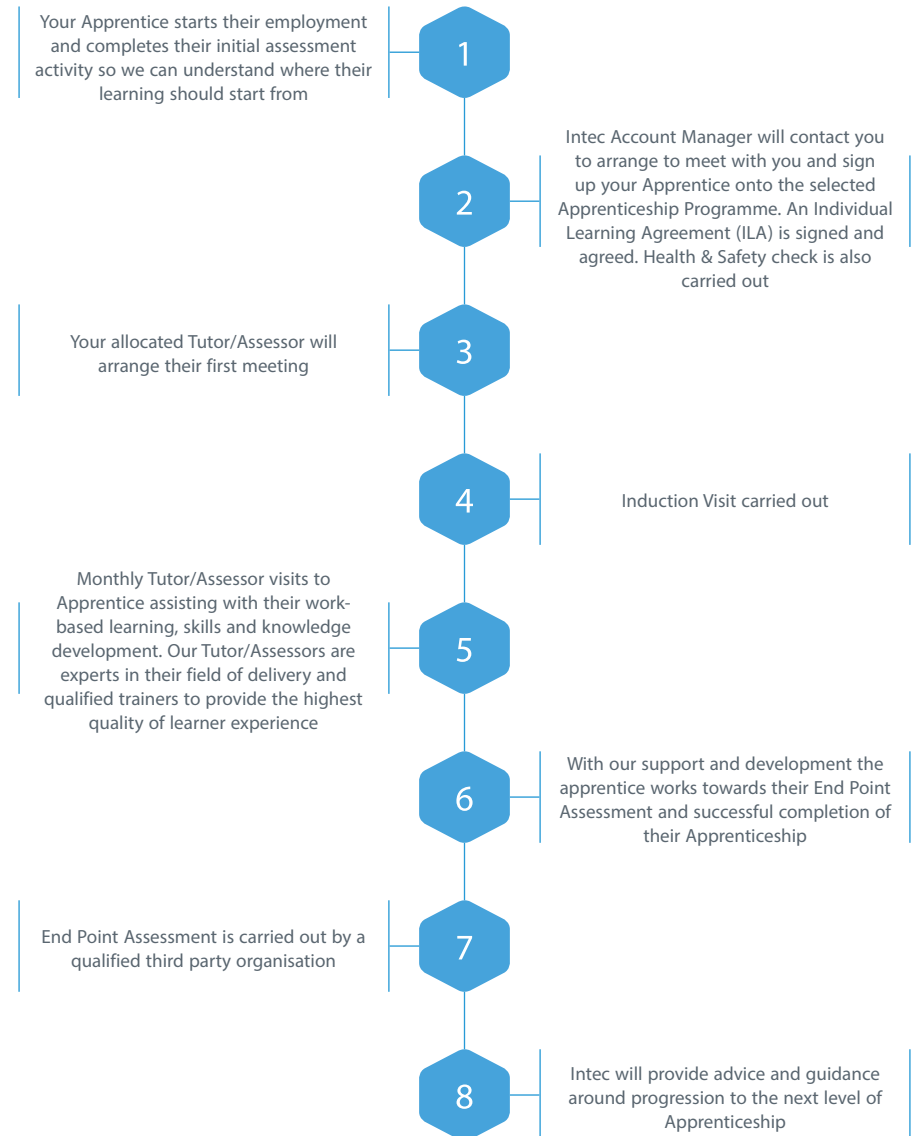 Your Apprentice starts their employment
and completes their initial assessment
activity so we can understand where their
learning should start from
1
Intec Account Manager will contact you
to arrange to meet with you and sign
up your Apprentice onto the selected
Apprenticeship Programme. An Individual
Learning Agreement (ILA) is signed and
agreed. Health & Safety check is also
carried out
2
Your allocated Tutor/Assessor will
arrange their first meeting
3
4
Induction Visit carried out
Monthly Tutor/Assessor visits to
Apprentice assisting with their work-
based learning, skills and knowledge
development. Our Tutor/Assessors are
experts in their field of delivery and
qualified trainers to provide the highest
quality of learner experience
5
6
With our support and development the
apprentice works towards their End Point
Assessment and successful completion of
their Apprenticeship
End Point Assessment is carried out by a
qualified third party organisation
7
8
Intec will provide advice and guidance
around progression to the next level of
Apprenticeship